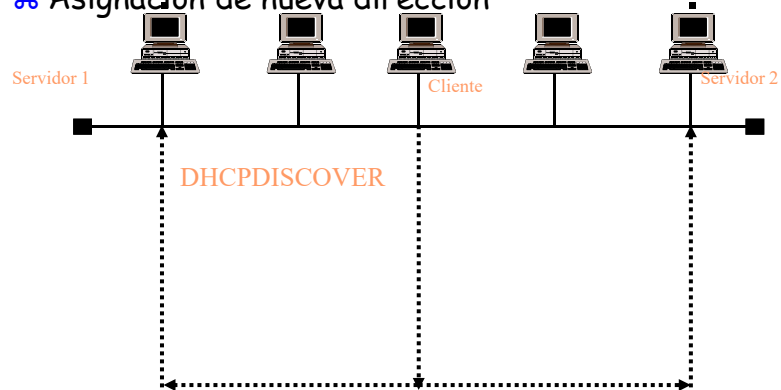 ⌘ Asignación de nueva dirección
Servidor 1
Cliente
Servidor 2
DHCPDISCOVER